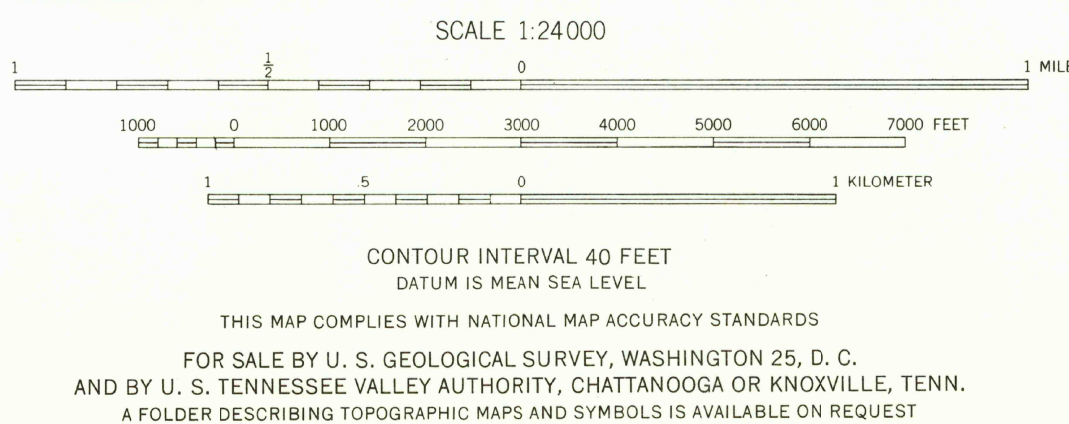 SCALE 1:24000
1 1/2 0 1 MILE
1000 0 1000 2000 3000 4000 5000 6000 7000 FEET
1 .5 0 1 KILOMETER
CONTOUR INTERVAL 40 FEET
DATUM IS MEAN SEA LEVEL
THIS MAP COMPLIES WITH NATIONAL MAP ACCURACY STANDARDS
FOR SALE BY U. S. GEOLOGICAL SURVEY, WASHINGTON 25, D. C.
AND BY U. S. TENNESSEE VALLEY AUTHORITY, CHATTANOOGA OR KNOXVILLE, TENN.
A FOLDER DESCRIBING TOPOGRAPHIC MAPS AND SYMBOLS IS AVAILABLE ON REQUEST